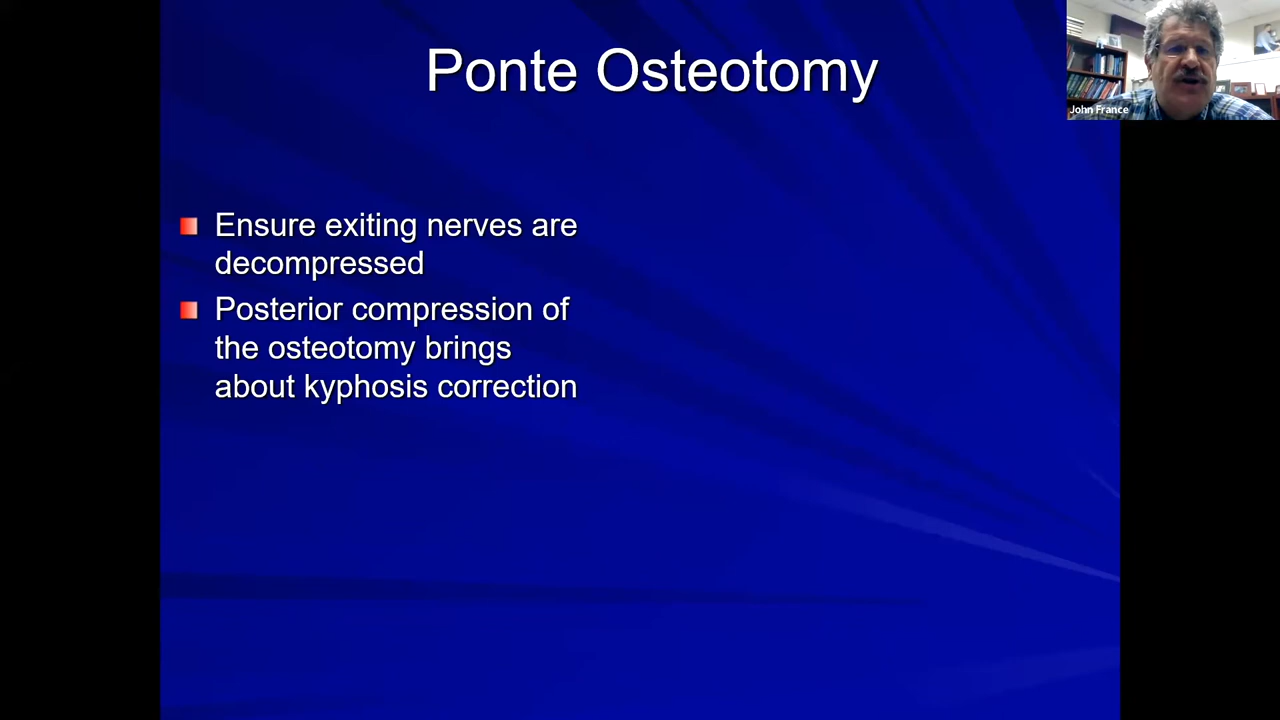 Ponte Osteotomy
John France
Ensure exiting nerves are
decompressed
Posterior compression of
the osteotomy brings
about kyphosis correction